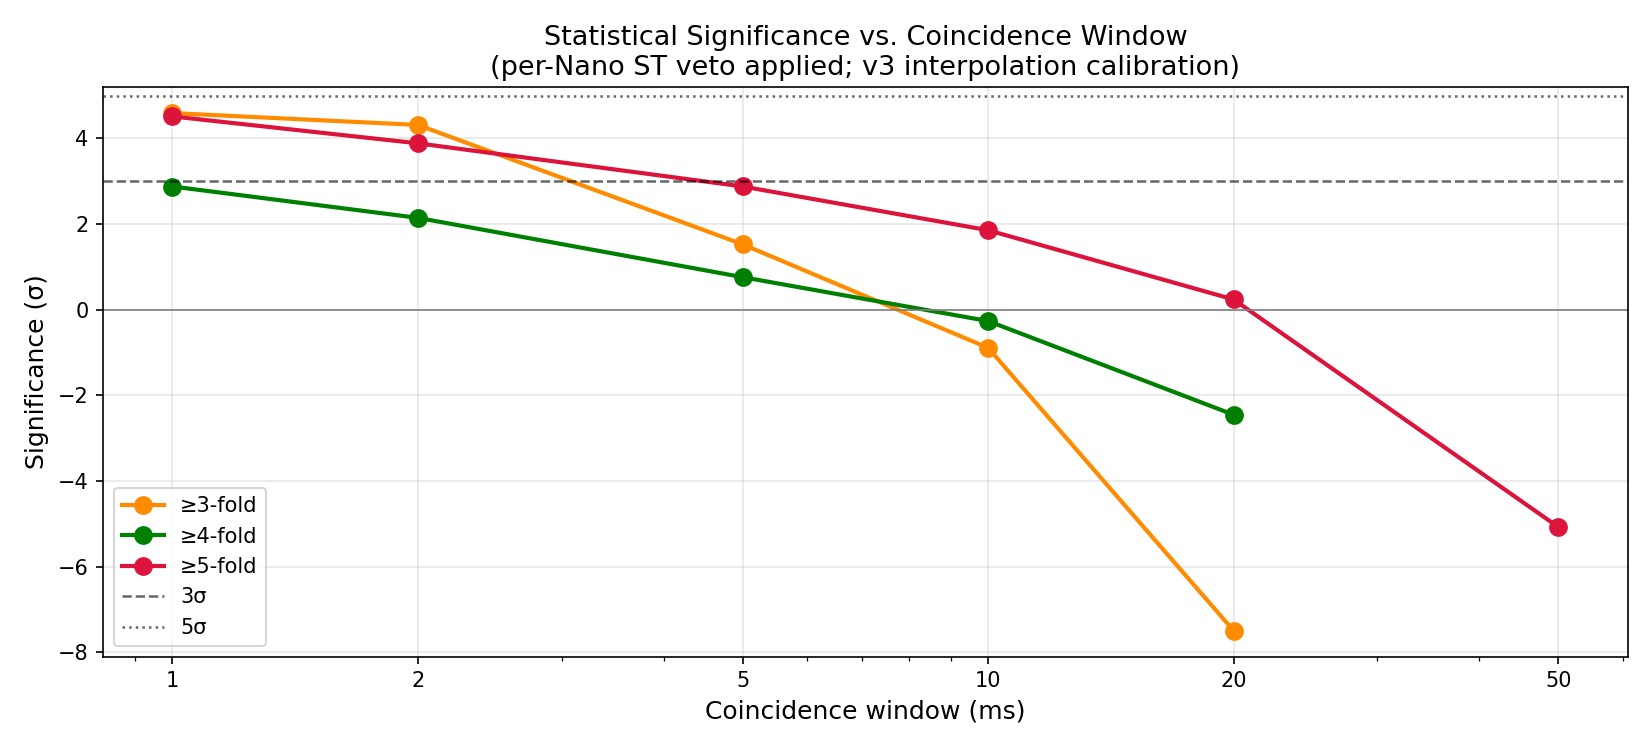 Statistical Significance vs. Coincidence Window
(per-Nano ST veto applied; v3 interpolation calibration)
Significance (σ)
4
2
0
−2
−4
−6
−8
≥3-fold
≥4-fold
≥5-fold
3σ
5σ
1
2
5
10
20
50
Coincidence window (ms)